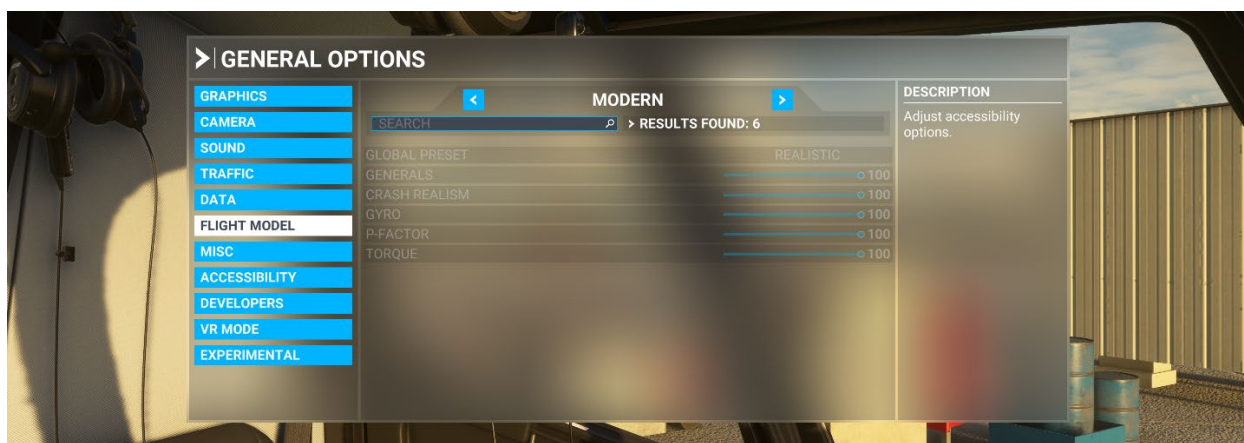 GENERAL OPTIONS
GRAPHICS
CAMERA
SOUND
TRAFFIC
DATA
FLIGHT MODEL
MISC
ACCESSIBILITY
DEVELOPERS
VR MODE
EXPERIMENTAL
< MODERN >
SEARCH > RESULTS FOUND: 6
GLOBAL PRESET REALISTIC
GENERALS 100
CRASH REALISM 100
GYRO 100
P-FACTOR 100
TORQUE 100
DESCRIPTION
Adjust accessibility
options.